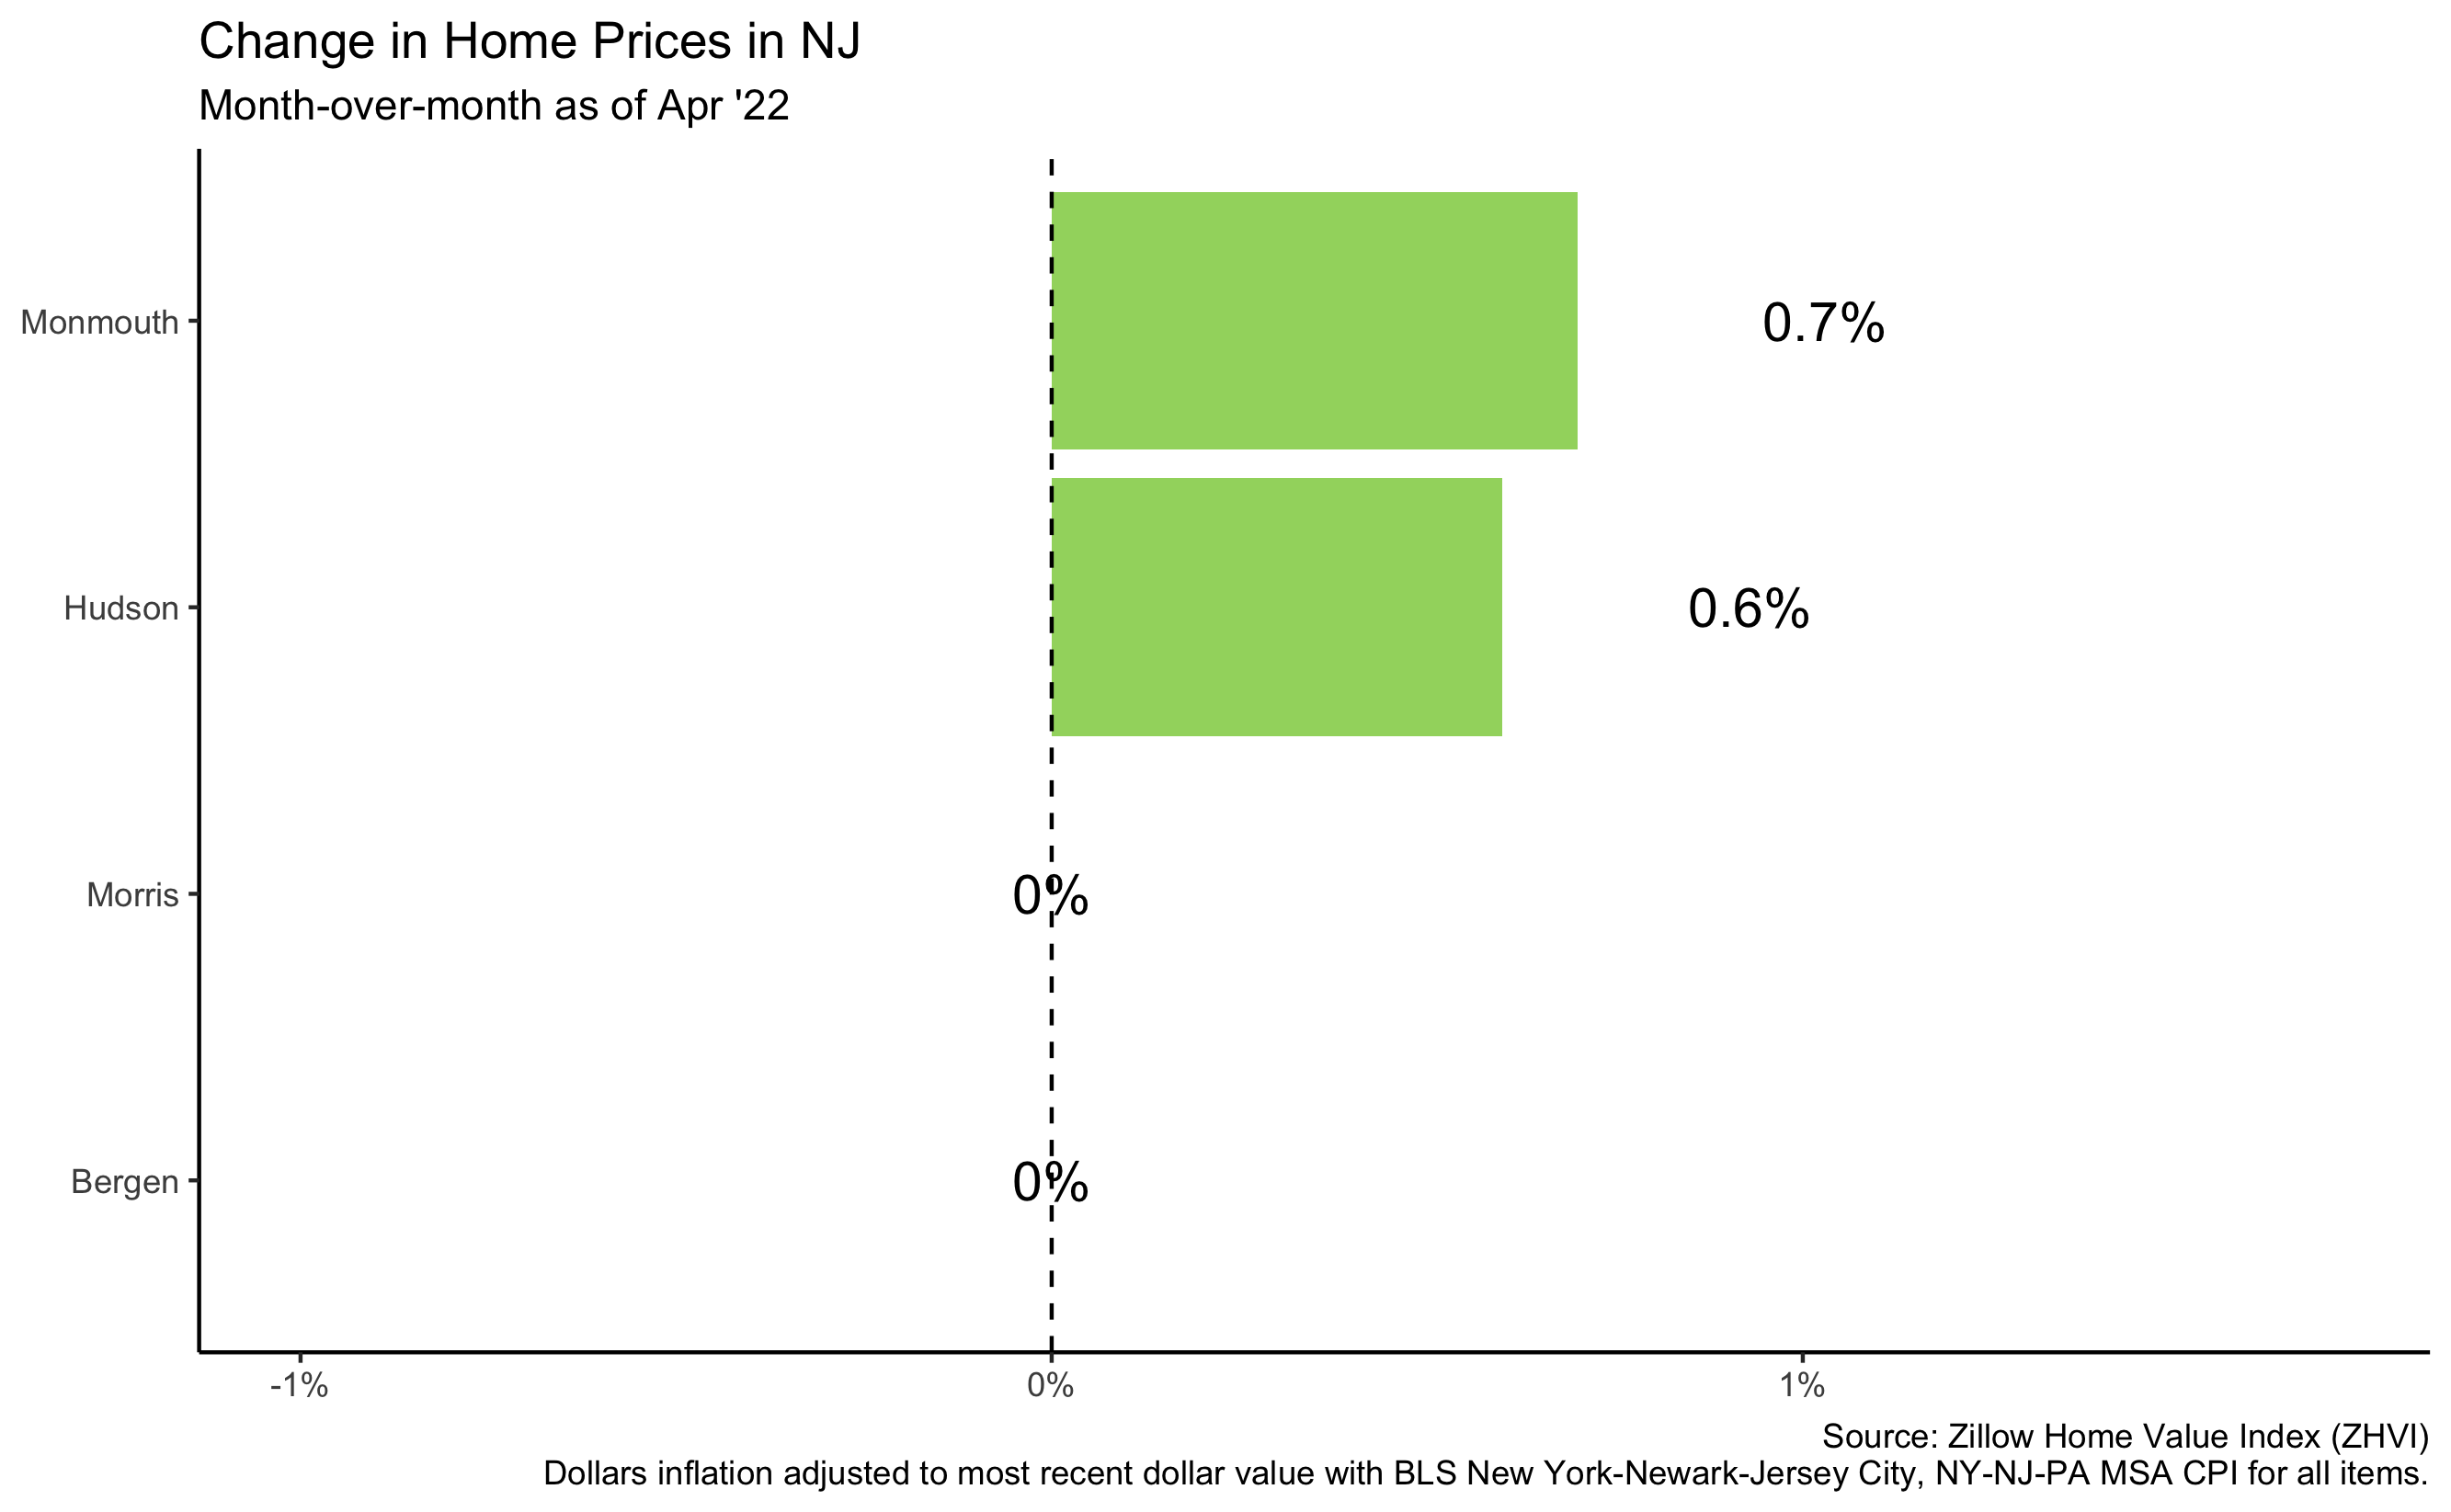 Change in Home Prices in NJ
Month-over-month as of Apr '22
Monmouth
0.7%
Hudson
0.6%
Morris
0%
Bergen
0%
-1%
0%
1%
Source: Zillow Home Value Index (ZHVI)
Dollars inflation adjusted to most recent dollar value with BLS New York-Newark-Jersey City, NY-NJ-PA MSA CPI for all items.